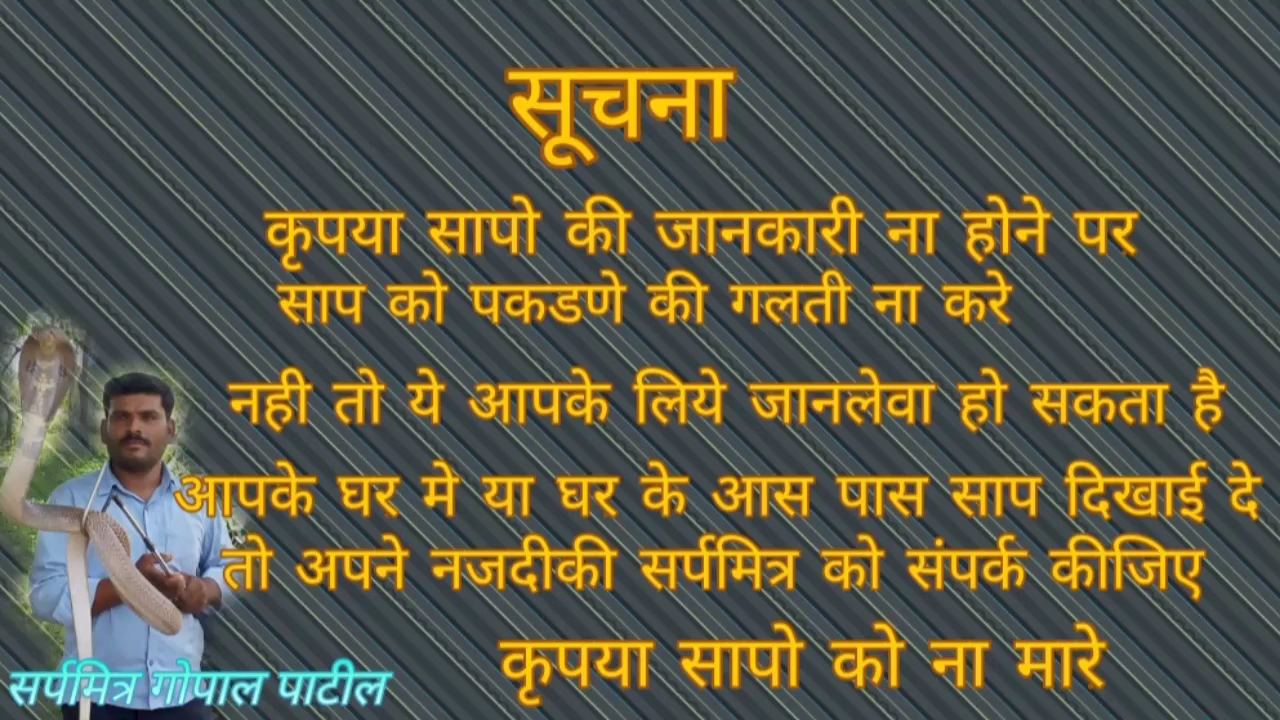 सूचना
कृपया सापो की जानकारी ना होने पर
साप को पकडणे की गलती ना करे
नही तो ये आपके लिये जानलेवा हो सकता है
आपके घर मे या घर के आस पास साप दिखाई दे
तो अपने नजदीकी सर्पमित्र को संपर्क कीजिए
कृपया सापो को ना मारे
सर्पमित्र गोपाल पाटील